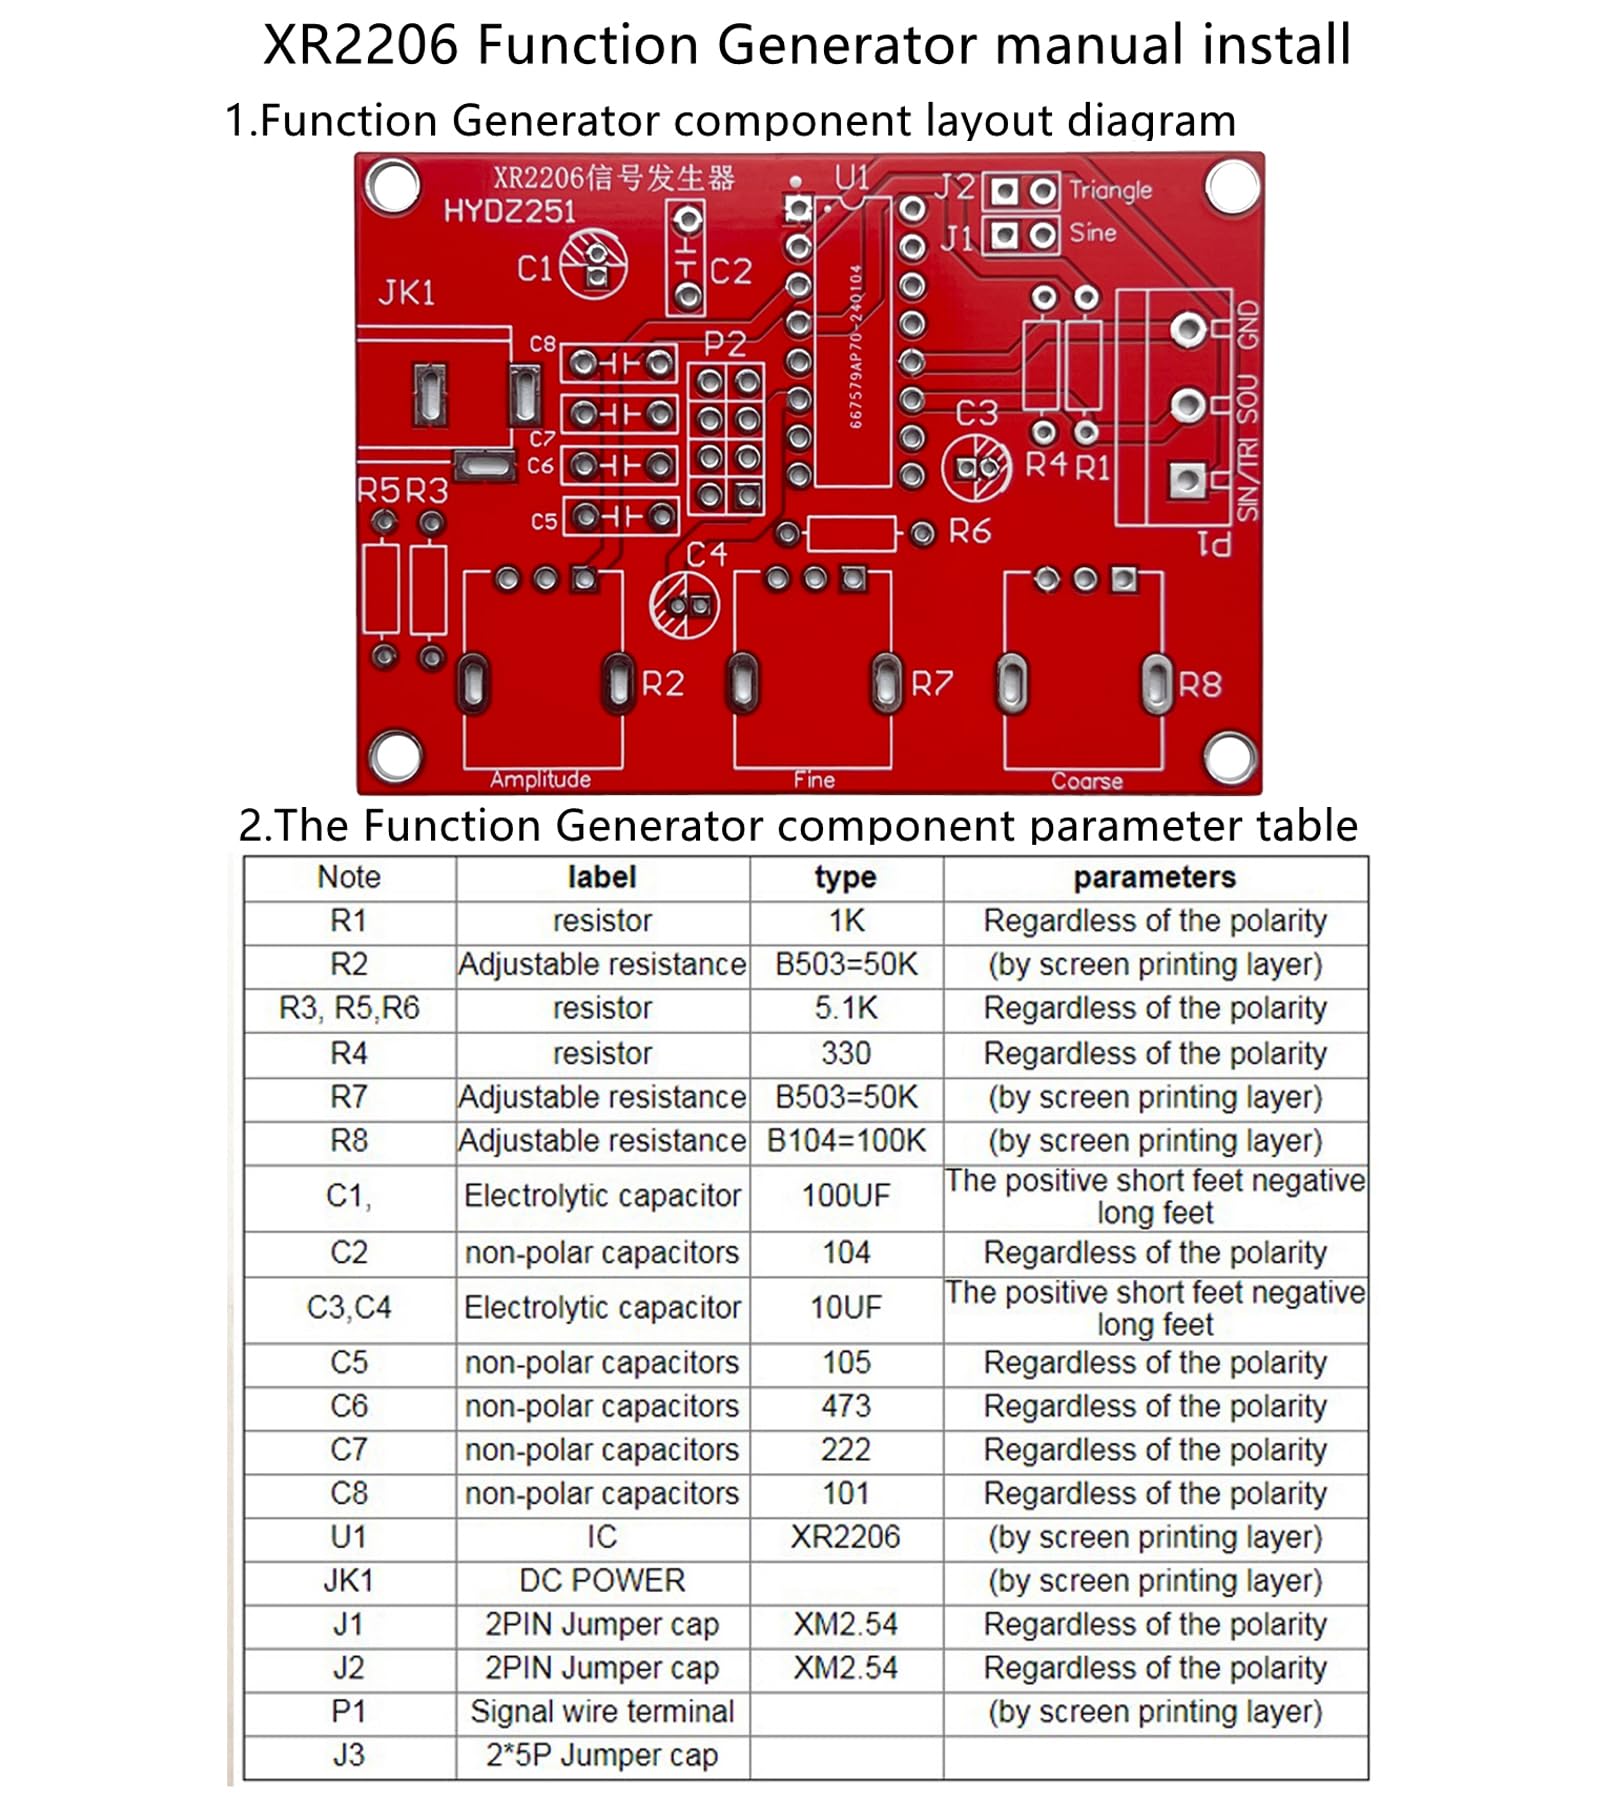 XR2206 Function Generator manual install
1.Function Generator component layout diagram
XR2206信号发生器
HYDZ251
U1
J2
Triangle
J1
Sine
C1
C2
JK1
667579AP70-240104
C8
P2
GND
C7
C3
SOU
C6
R4
R1
R5
R3
SIN/TRI
C5
R6
P1
C4
R2
R7
R8
Amplitude
Fine
Coarse
2.The Function Generator component parameter table
Note label type parameters
R1 resistor 1K Regardless of the polarity
R2 Adjustable resistance B503=50K (by screen printing layer)
R3, R5,R6 resistor 5.1K Regardless of the polarity
R4 resistor 330 Regardless of the polarity
R7 Adjustable resistance B503=50K (by screen printing layer)
R8 Adjustable resistance B104=100K (by screen printing layer)
C1, Electrolytic capacitor 100UF The positive short feet negative
long feet
C2 non-polar capacitors 104 Regardless of the polarity
C3,C4 Electrolytic capacitor 10UF The positive short feet negative
long feet
C5 non-polar capacitors 105 Regardless of the polarity
C6 non-polar capacitors 473 Regardless of the polarity
C7 non-polar capacitors 222 Regardless of the polarity
C8 non-polar capacitors 101 Regardless of the polarity
U1 IC XR2206 (by screen printing layer)
JK1 DC POWER (by screen printing layer)
J1 2PIN Jumper cap XM2.54 Regardless of the polarity
J2 2PIN Jumper cap XM2.54 Regardless of the polarity
P1 Signal wire terminal (by screen printing layer)
J3 2*5P Jumper cap